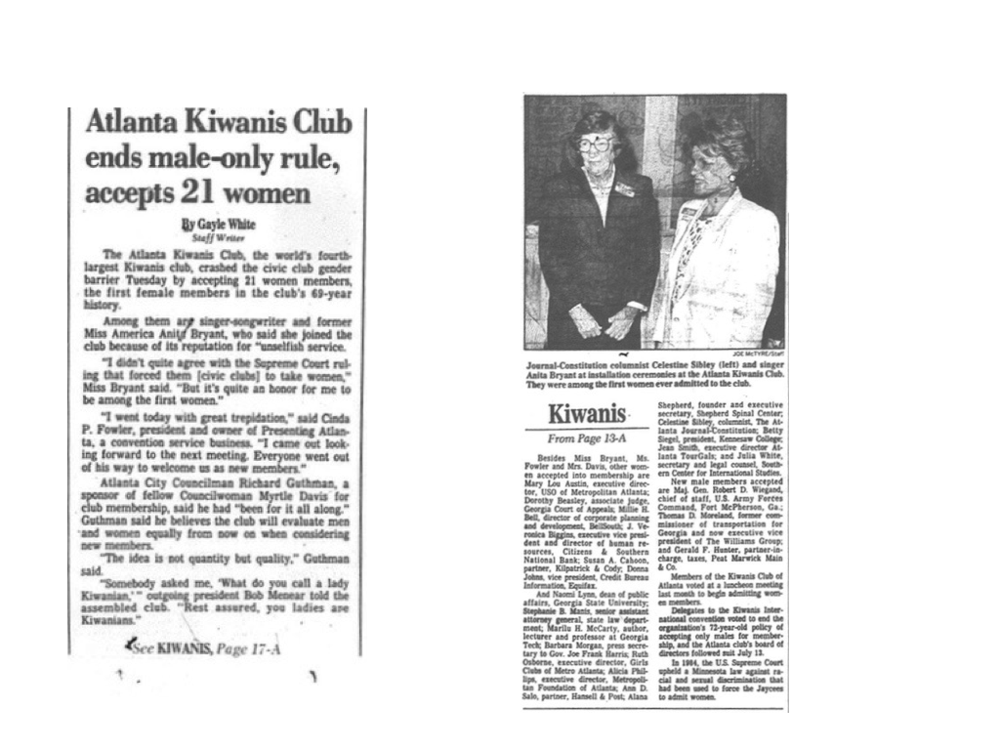 Atlanta Kiwanis Club
ends male-only rule,
accepts 21 women
By Gayle White
Staff Writer
The Atlanta Kiwanis Club, the world's fourth-
largest Kiwanis club, crashed the civic club gender
barrier Tuesday by accepting 21 women members,
the first female members in the club's 69-year
history.
Among them are singer-songwriter and former
Miss America Anita Bryant, who said she joined the
club because of its reputation for "unselfish service.
"I didn't quite agree with the Supreme Court rul-
ing that forced them [civic clubs] to take women,"
Miss Bryant said. "But it's quite an honor for me to
be among the first women."
"I went today with great trepidation," said Cinda
P. Fowler, president and owner of Presenting Atlan-
ta, a convention service business. "I came out look-
ing forward to the next meeting. Everyone went out
of his way to welcome us as new members."
Atlanta City Councilman Richard Guthman, a
sponsor of fellow Councilwoman Myrtle Davis for
club membership, said he had "been for it all along."
Guthman said he believes the club will evaluate men
and women equally from now on when considering
new members.
"The idea is not quantity but quality," Guthman
said.
"Somebody asked me, 'What do you call a lady
Kiwanian,'" outgoing president Bob Menear told the
assembled club. "Rest assured, you ladies are
Kiwanians."
See KIWANIS, Page 17-A
JOE McTYRE/Staff
Journal-Constitution columnist Celestine Sibley (left) and singer
Anita Bryant at installation ceremonies at the Atlanta Kiwanis Club.
They were among the first women ever admitted to the club.
Kiwanis
From Page 13-A
Besides Miss Bryant, Ms.
Fowler and Mrs. Davis, other wom-
en accepted into membership are
Mary Lou Austin, executive direc-
tor, USO of Metropolitan Atlanta;
Dorothy Beasley, associate judge,
Georgia Court of Appeals; Millie H.
Bell, director of corporate planning
and development, BellSouth; J. Ve-
ronica Biggins, executive vice presi-
dent and director of human re-
sources, Citizens & Southern
National Bank; Susan A. Cahoon,
partner, Kilpatrick & Cody; Donna
Johns, vice president, Credit Bureau
Information, Equifax.
And Naomi Lynn, dean of public
affairs, Georgia State University;
Stephanie B. Manis, senior assistant
attorney general, state law depart-
ment; Marilu H. McCarty, author,
lecturer and professor at Georgia
Tech; Barbara Morgan, press secre-
tary to Gov. Joe Frank Harris; Ruth
Osborne, executive director, Girls
Clubs of Metro Atlanta; Alicia Phil-
lips, executive director, Metropoli-
tan Foundation of Atlanta; Ann D.
Salo, partner, Hansell & Post; Alana
Shepherd, founder and executive
secretary, Shepherd Spinal Center;
Celestine Sibley, columnist, The At-
lanta Journal-Constitution; Betty
Siegel, president, Kennesaw College;
Jean Smith, executive director At-
lanta TourGals; and Julia White,
secretary and legal counsel, South-
ern Center for International Studies.
New male members accepted
are Maj. Gen. Robert D. Wiegand,
chief of staff, U.S. Army Forces
Command, Fort McPherson, Ga.;
Thomas D. Moreland, former com-
missioner of transportation for
Georgia and now executive vice
president of The Williams Group;
and Gerald F. Hunter, partner-in-
charge, taxes, Peat Marwick Main
& Co.
Members of the Kiwanis Club of
Atlanta voted at a luncheon meeting
last month to begin admitting wom-
en members.
Delegates to the Kiwanis Inter-
national convention voted to end the
organization's 72-year-old policy of
accepting only males for member-
ship, and the Atlanta club's board of
directors followed suit July 13.
In 1984, the U.S. Supreme Court
upheld a Minnesota law against ra-
cial and sexual discrimination that
had been used to force the Jaycees
to admit women.